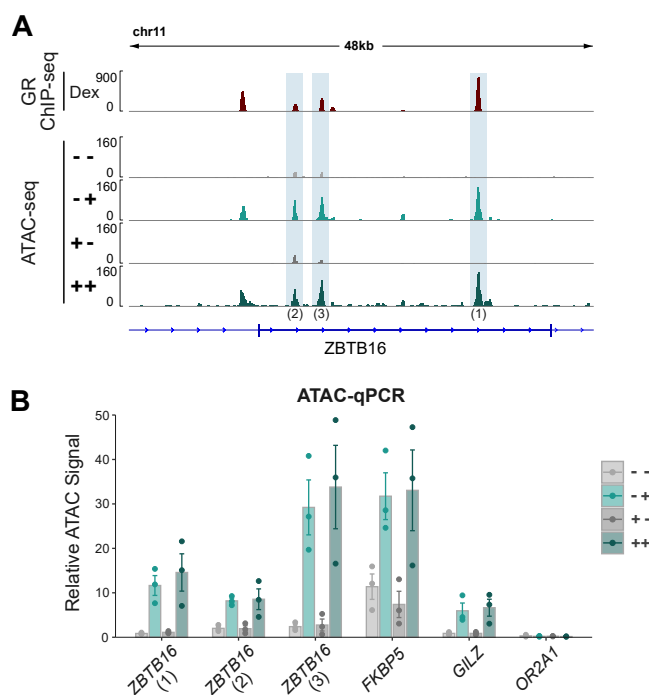 A
chr11
48kb
GR
ChIP-seq
Dex
900
0
ATAC-seq
- -
160
0
- +
160
0
+ -
160
0
+ +
160
0
(2) (3) (1)
ZBTB16
B
ATAC-qPCR
Relative ATAC Signal
50
40
30
20
10
0
ZBTB16
(1)
ZBTB16
(2)
ZBTB16
(3)
FKBP5
GILZ
OR2A1
- -
- +
+ -
++